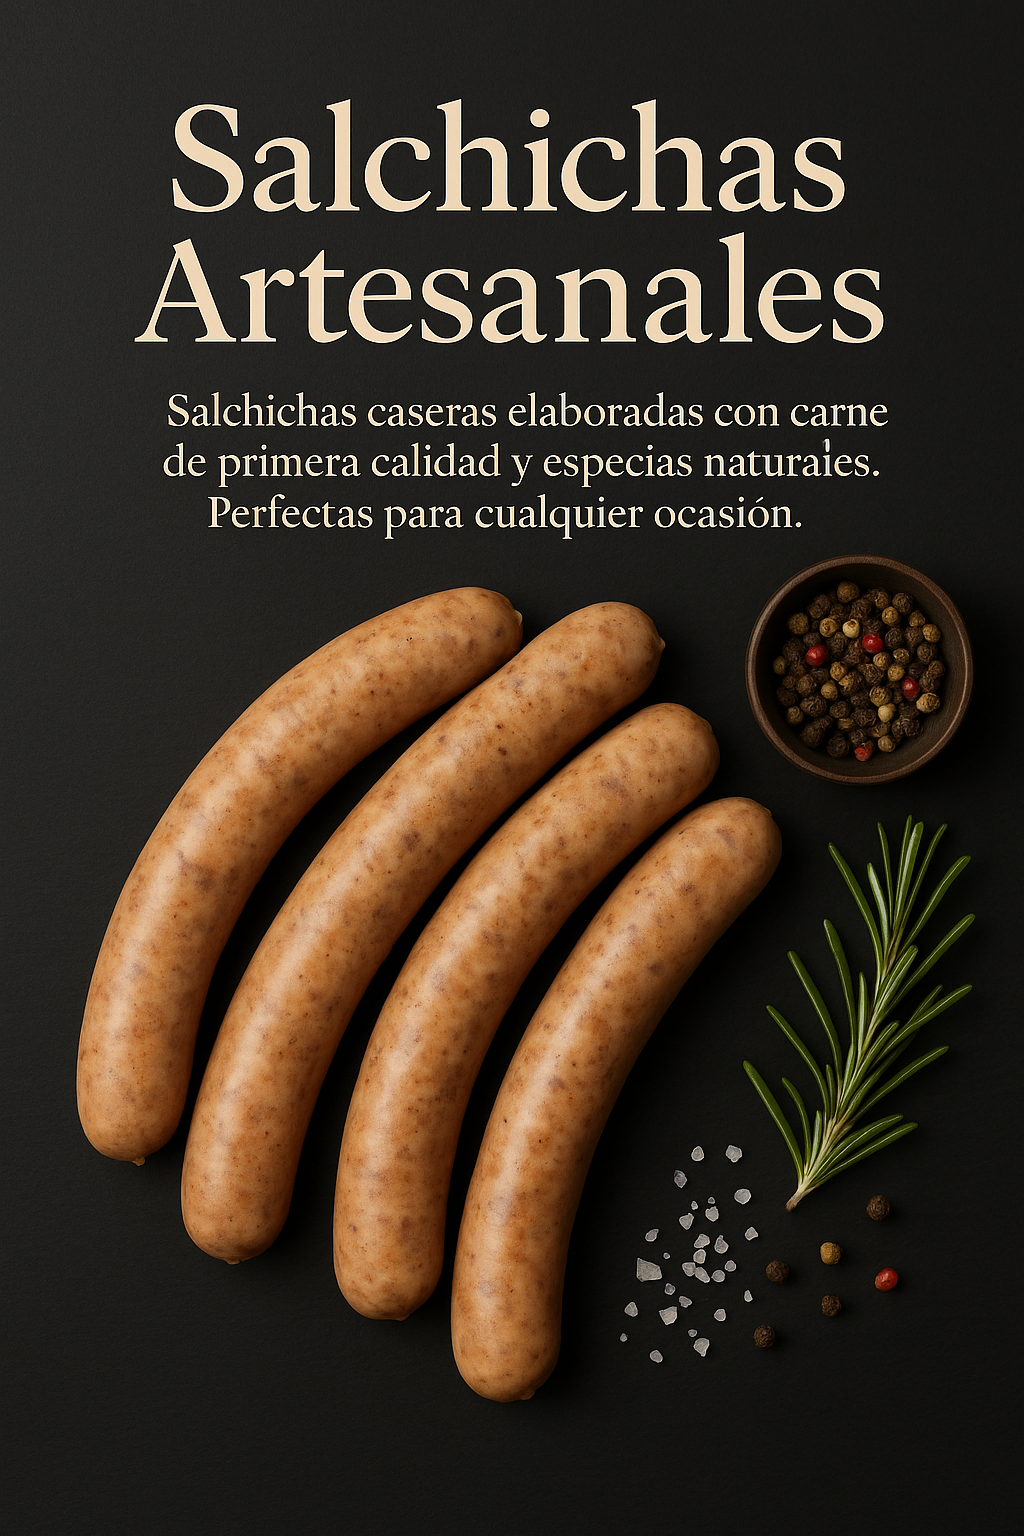 Salchichas
Artesanales
Salchichas caseras elaboradas con carne
de primera calidad y especias naturales.
Perfectas para cualquier ocasión.